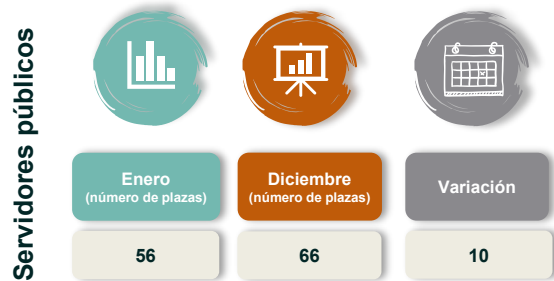 Servidores públicos
Enero
(número de plazas)
Diciembre
(número de plazas)
Variación
56
66
10